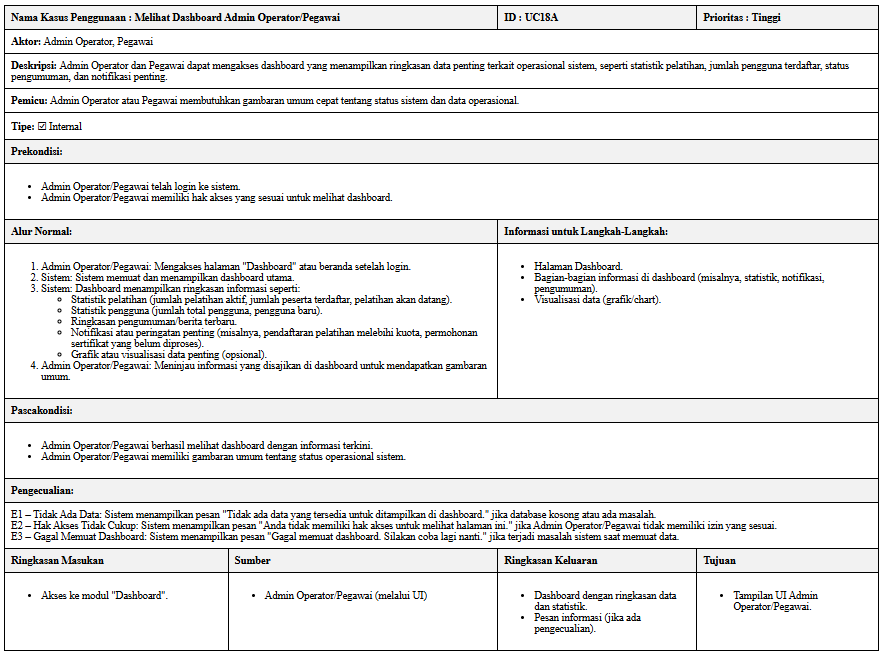 Nama Kasus Penggunaan : Melihat Dashboard Admin Operator/Pegawai
ID : UC18A
Prioritas : Tinggi
Aktor: Admin Operator, Pegawai
Deskripsi: Admin Operator dan Pegawai dapat mengakses dashboard yang menampilkan ringkasan data penting terkait operasional sistem, seperti statistik pelatihan, jumlah pengguna terdaftar, status
pengumuman, dan notifikasi penting.
Pemicu: Admin Operator atau Pegawai membutuhkan gambaran umum cepat tentang status sistem dan data operasional.
Tipe: ☑ Internal
Prekondisi:
• Admin Operator/Pegawai telah login ke sistem.
• Admin Operator/Pegawai memiliki hak akses yang sesuai untuk melihat dashboard.
Alur Normal:
1. Admin Operator/Pegawai: Mengakses halaman "Dashboard" atau beranda setelah login.
2. Sistem: Sistem memuat dan menampilkan dashboard utama.
3. Sistem: Dashboard menampilkan ringkasan informasi seperti:
◦ Statistik pelatihan (jumlah pelatihan aktif, jumlah peserta terdaftar, pelatihan akan datang).
◦ Statistik pengguna (jumlah total pengguna, pengguna baru).
◦ Ringkasan pengumuman/berita terbaru.
◦ Notifikasi atau peringatan penting (misalnya, pendaftaran pelatihan melebihi kuota, permohonan
sertifikat yang belum diproses).
◦ Grafik atau visualisasi data penting (opsional).
4. Admin Operator/Pegawai: Meninjau informasi yang disajikan di dashboard untuk mendapatkan gambaran
umum.
Informasi untuk Langkah-Langkah:
• Halaman Dashboard.
• Bagian-bagian informasi di dashboard (misalnya, statistik, notifikasi,
pengumuman).
• Visualisasi data (grafik/chart).
Pascakondisi:
• Admin Operator/Pegawai berhasil melihat dashboard dengan informasi terkini.
• Admin Operator/Pegawai memiliki gambaran umum tentang status operasional sistem.
Pengecualian:
E1 – Tidak Ada Data: Sistem menampilkan pesan "Tidak ada data yang tersedia untuk ditampilkan di dashboard." jika database kosong atau ada masalah.
E2 – Hak Akses Tidak Cukup: Sistem menampilkan pesan "Anda tidak memiliki hak akses untuk melihat halaman ini." jika Admin Operator/Pegawai tidak memiliki izin yang sesuai.
E3 – Gagal Memuat Dashboard: Sistem menampilkan pesan "Gagal memuat dashboard. Silakan coba lagi nanti." jika terjadi masalah sistem saat memuat data.
Ringkasan Masukan
• Akses ke modul "Dashboard".
Sumber
• Admin Operator/Pegawai (melalui UI)
Ringkasan Keluaran
• Dashboard dengan ringkasan data
dan statistik.
• Pesan informasi (jika ada
pengecualian).
Tujuan
• Tampilan UI Admin
Operator/Pegawai.